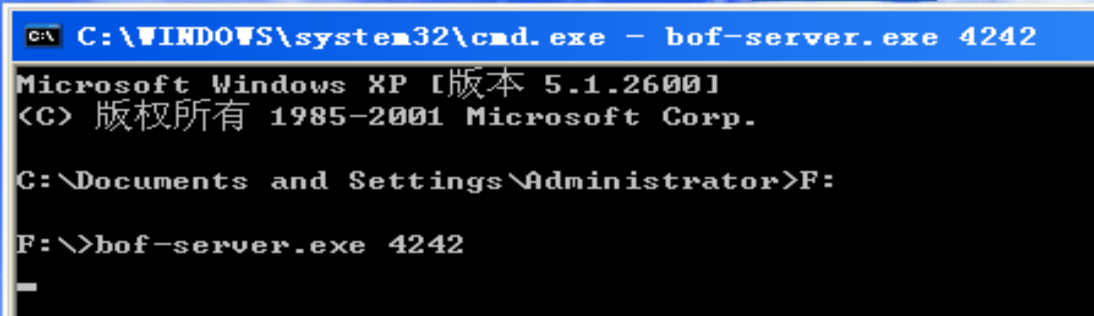 C:\WINDOWS\system32\cmd.exe - bof-server.exe 4242
Microsoft Windows XP [版本 5.1.2600]
(C) 版权所有 1985-2001 Microsoft Corp.
C:\Documents and Settings\Administrator>F:
F:\>bof-server.exe 4242